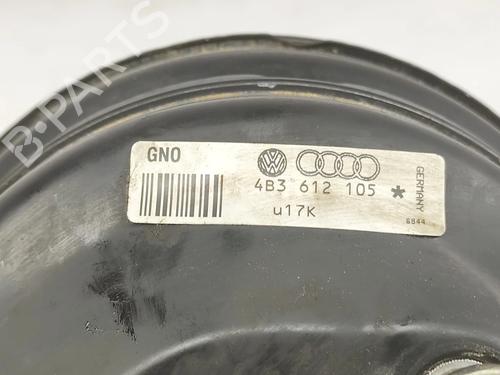 B-PARTS
GNO
4B3 612 105 *
u17K
GERMANY
6844